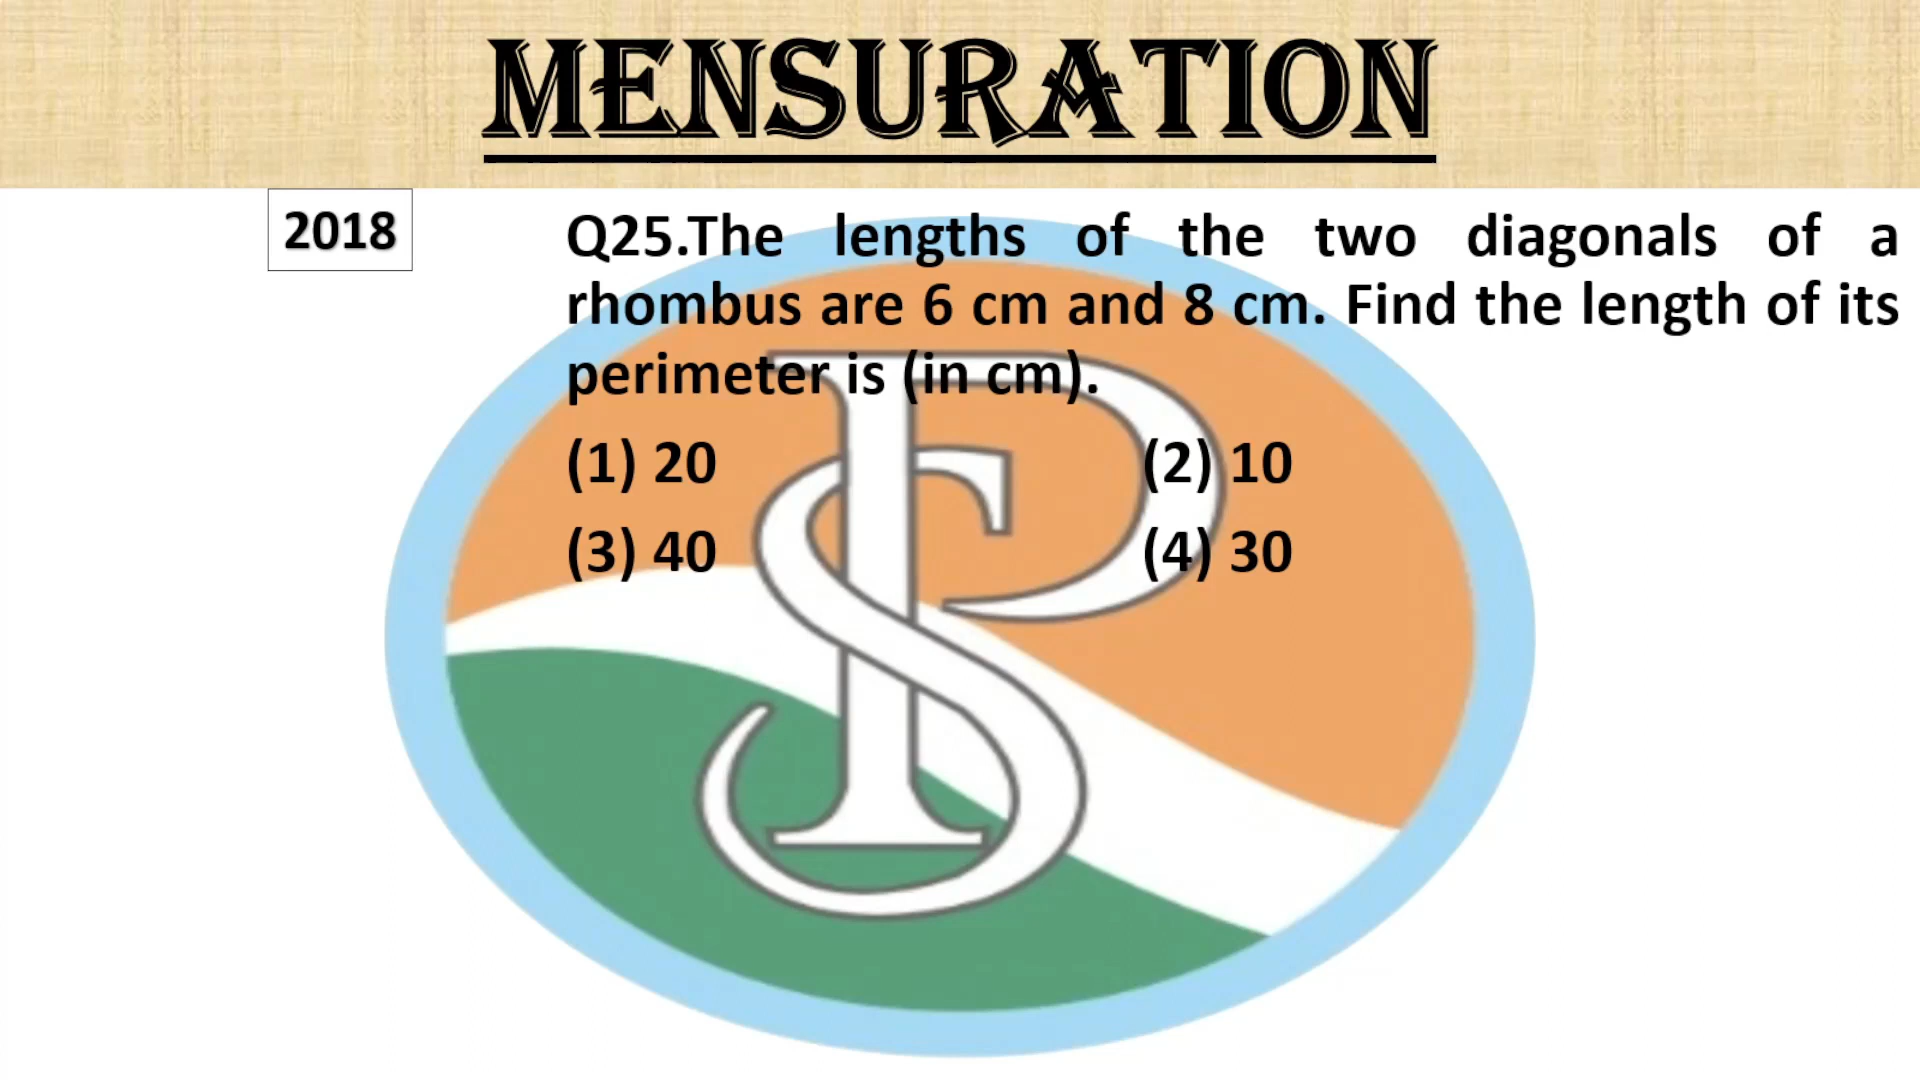 MENSURATION
2018
Q25.The lengths of the two diagonals of a
rhombus are 6 cm and 8 cm. Find the length of its
perimeter is (in cm).
(1) 20 (2) 10
(3) 40 (4) 30